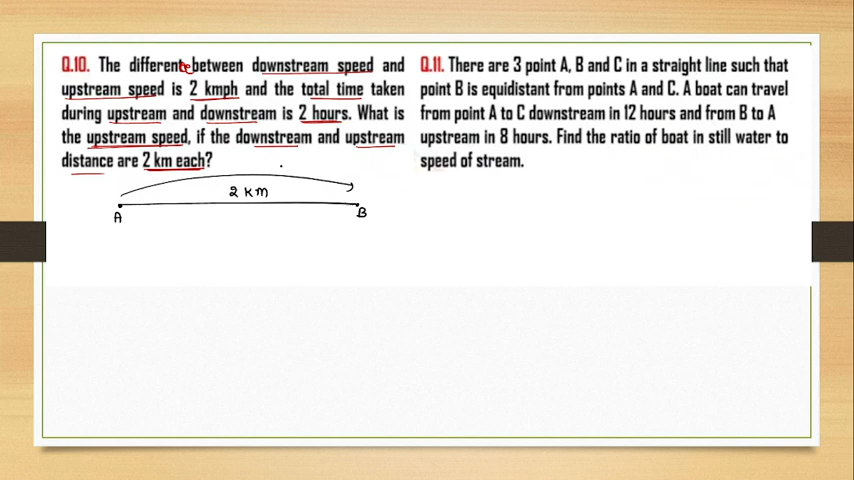 Q.10. The different ce between downstream speed and
upstream speed is 2 kmph and the total time taken
during upstream and downstream is 2 hours. What is
the upstream speed, if the downstream and upstream
distance are 2 km each?
2 KM
A
B
Q.11. There are 3 point A, B and C in a straight line such that
point B is equidistant from points A and C. A boat can travel
from point A to C downstream in 12 hours and from B to A
upstream in 8 hours. Find the ratio of boat in still water to
speed of stream.